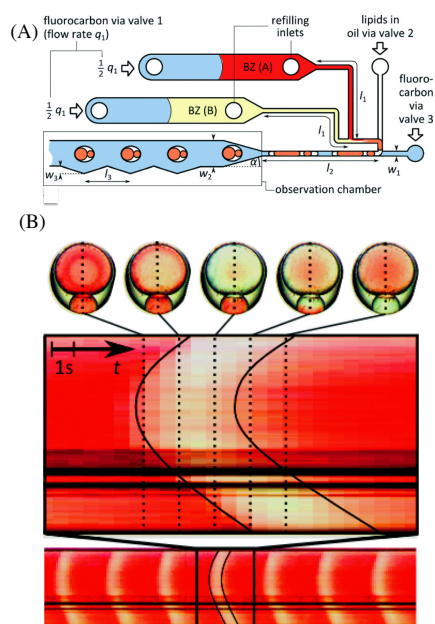 (A)
fluorocarbon via valve 1
(flow rate q₁)
refilling
inlets
lipids in
oil via valve 2
½ q₁
BZ (A)
l₁
fluoro-
carbon
via
valve 3
½ q₁
BZ (B)
l₁
w₃
l₃
w₂
α
l₂
w₁
observation chamber
(B)
1s
t